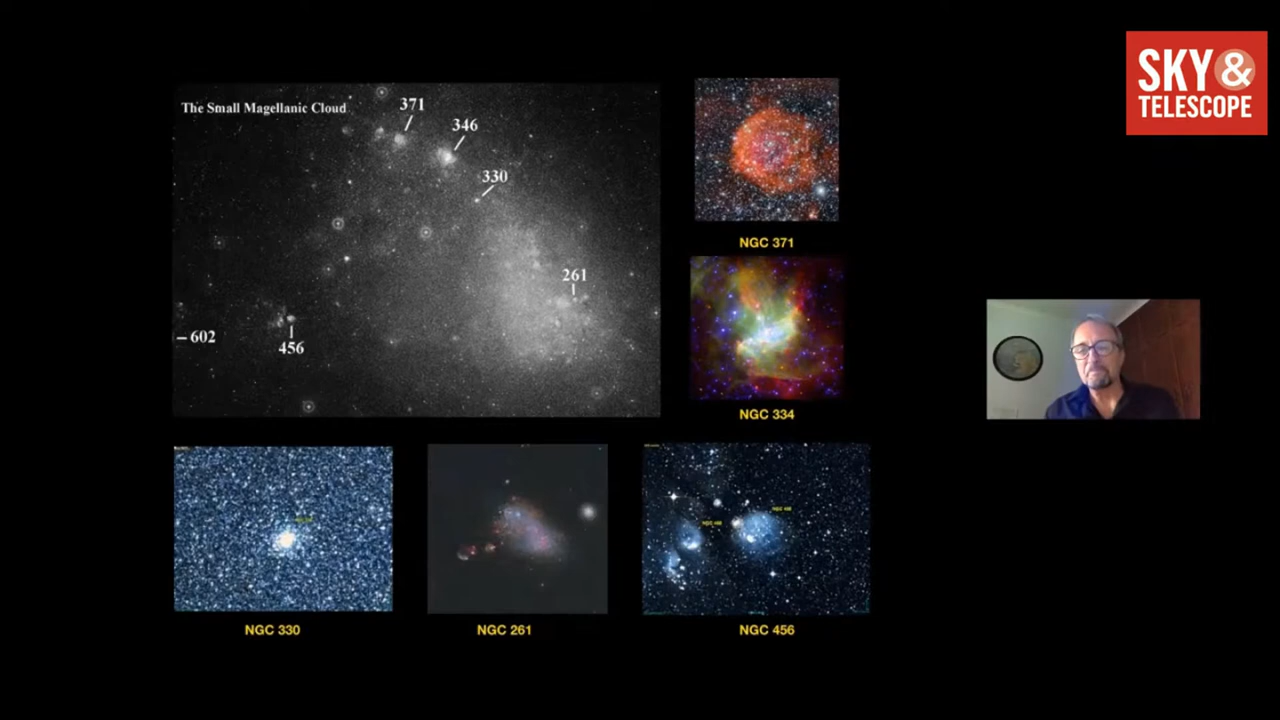 SKY &
TELESCOPE
The Small Magellanic Cloud
371
346
330
261
602
456
NGC 371
NGC 334
NGC 330
NGC 261
NGC 456